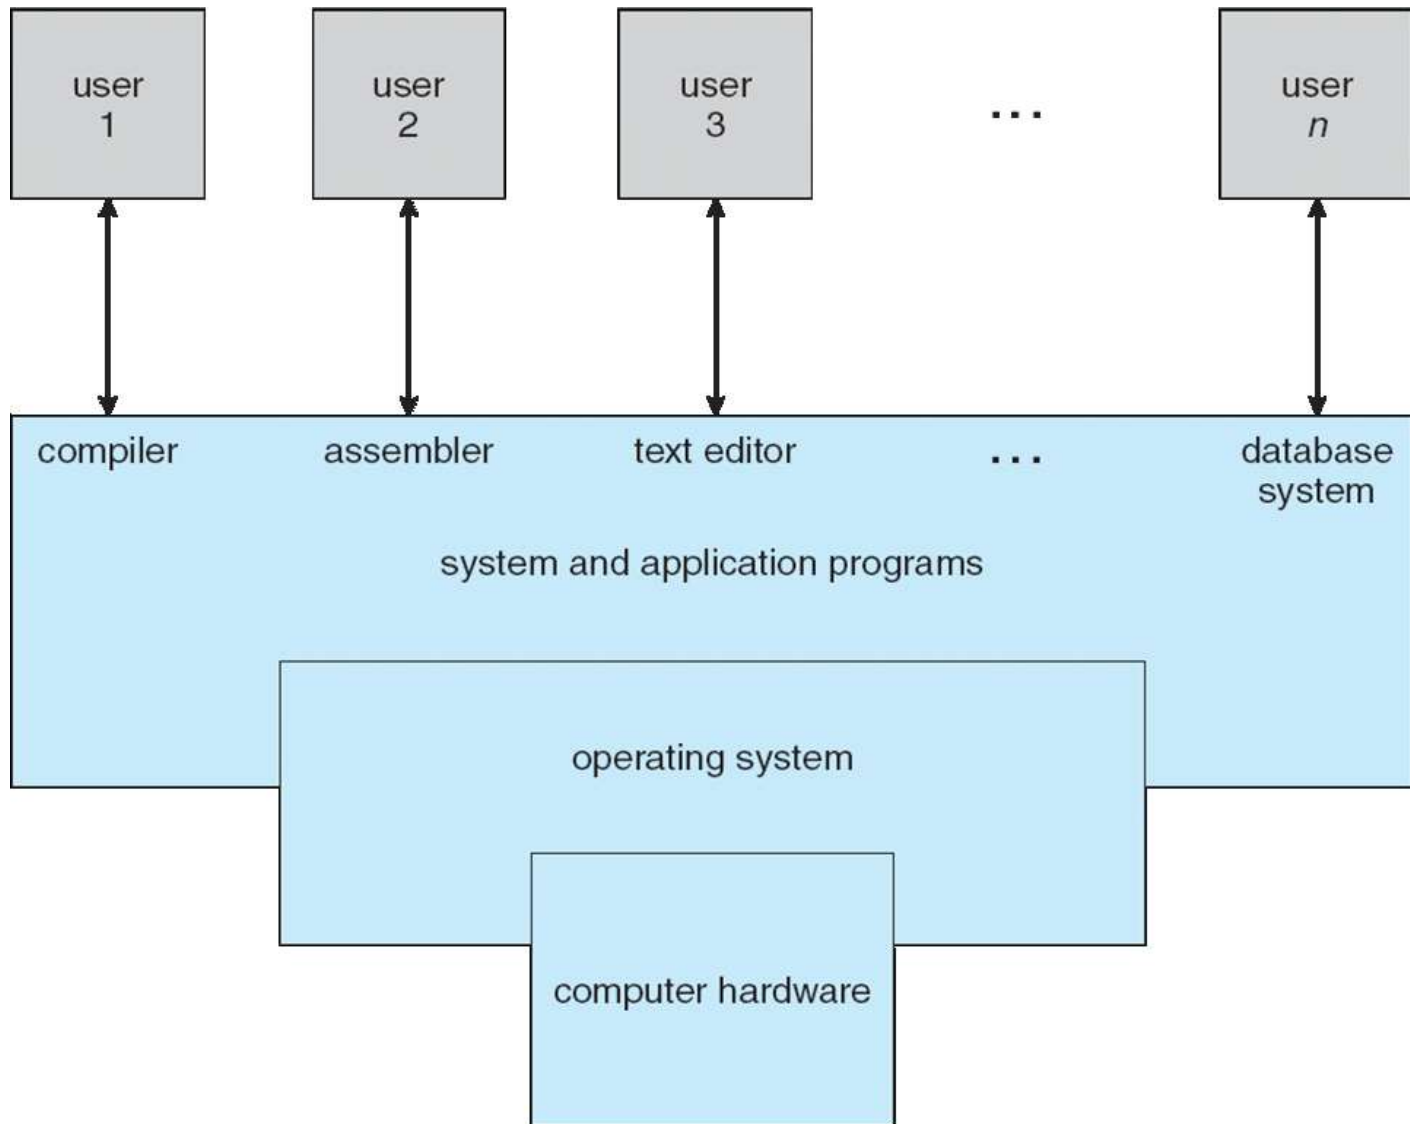 user
1
user
2
user
3
...
user
n
compiler
assembler
text editor
...
database
system
system and application programs
operating system
computer hardware